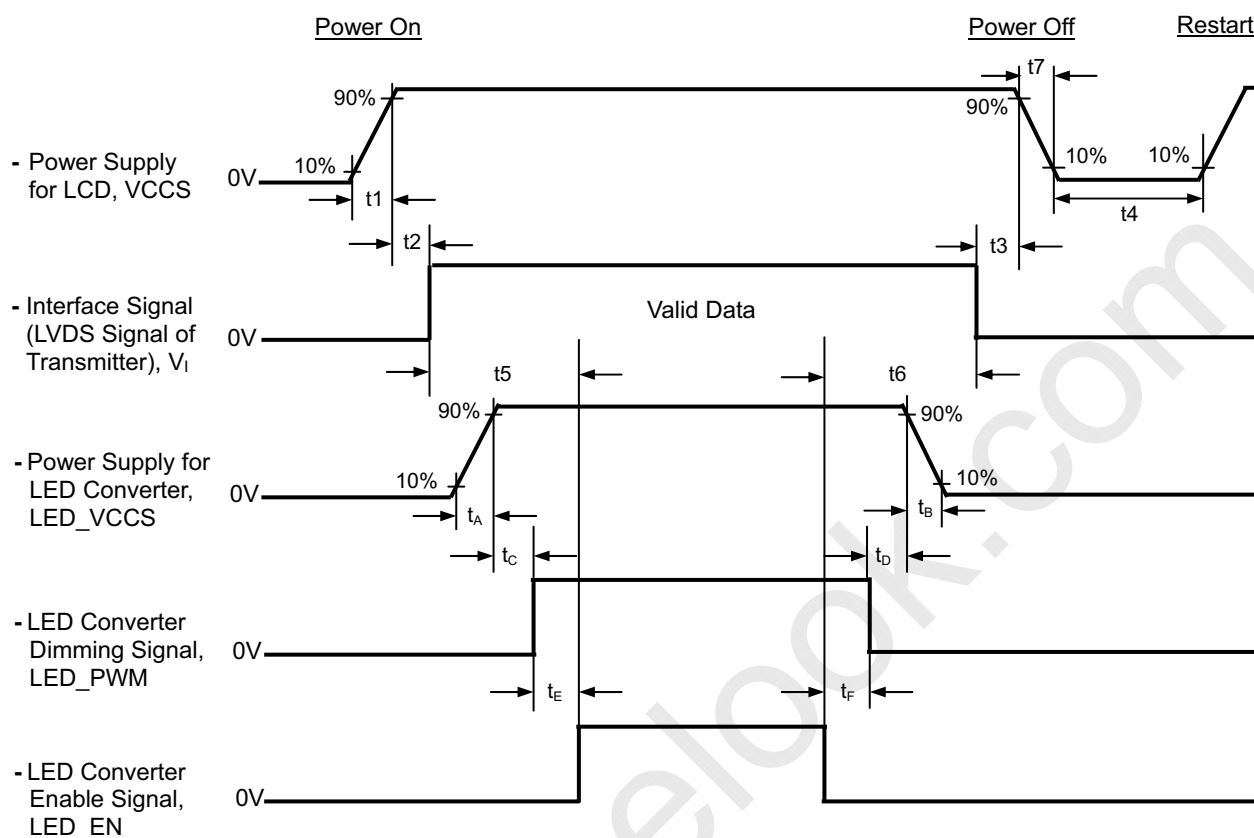 Power On
Power Off
Restart
t7
90%
90%
- Power Supply
for LCD, VCCS
0V
10%
10%
10%
t1
t4
t2
t3
- Interface Signal
(LVDS Signal of
Transmitter), VI
0V
Valid Data
t5
t6
90%
90%
- Power Supply for
LED Converter,
LED_VCCS
0V
10%
10%
tA
tB
tC
tD
- LED Converter
Dimming Signal,
LED_PWM
0V
tE
tF
- LED Converter
Enable Signal,
LED_EN
0V
elook.com